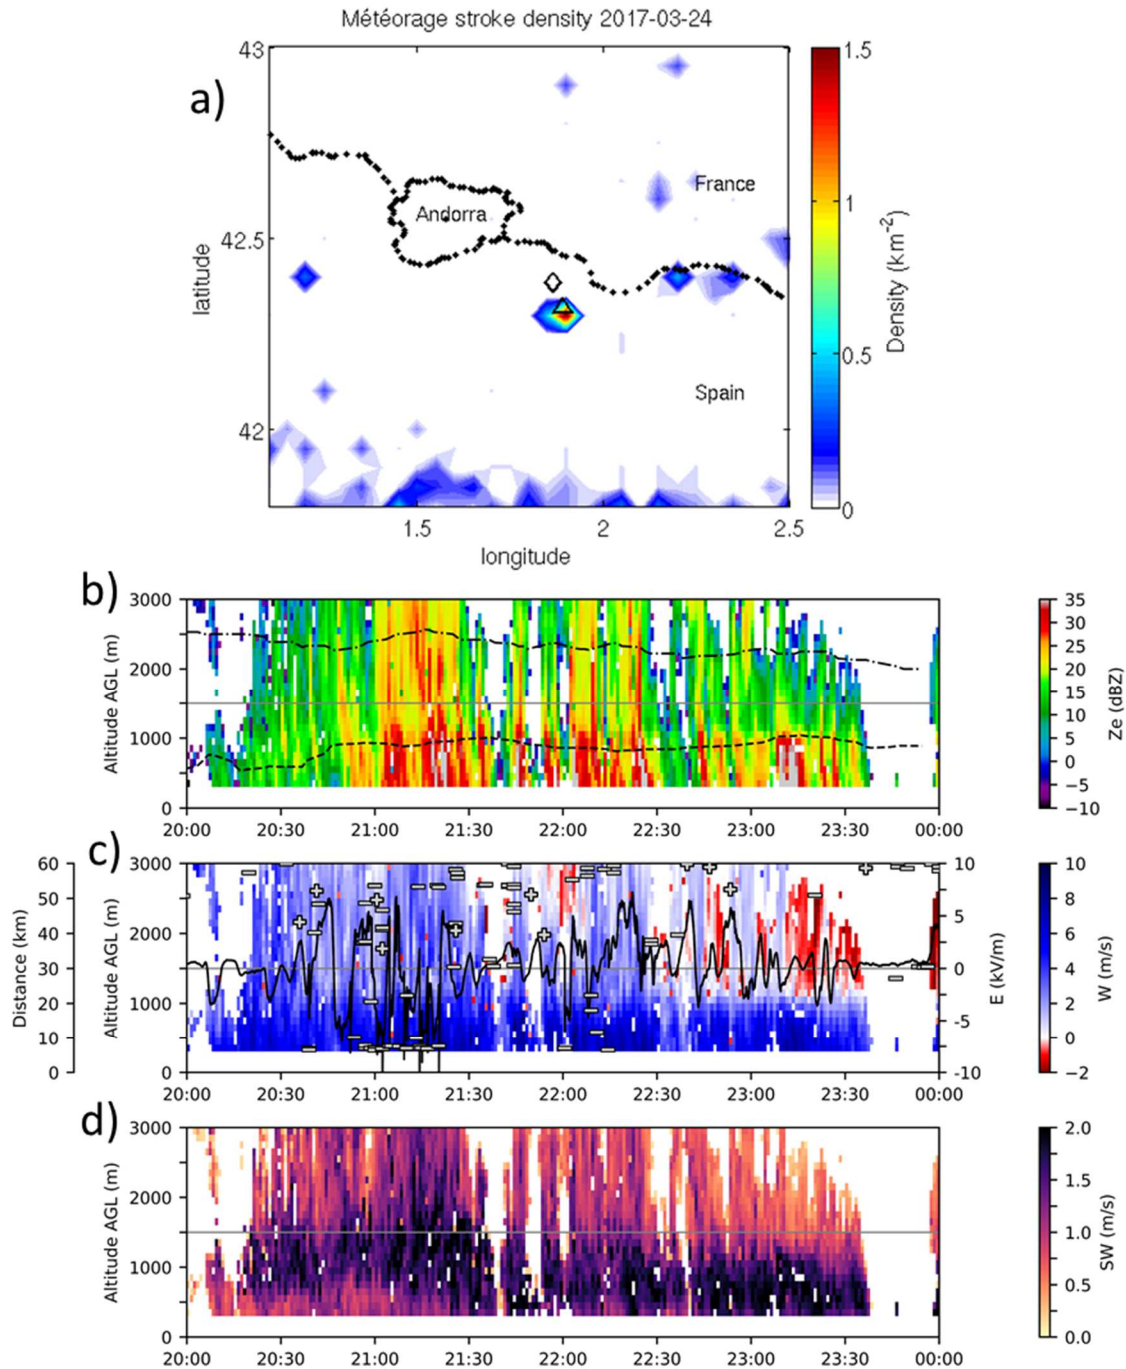 Météorage stroke density 2017-03-24
a)
43
42.5
42
latitude
1.5
2
2.5
longitude
France
Andorra
Spain
1.5
1
0.5
0
Density (km-2)
b)
3000
2000
1000
0
Altitude AGL (m)
20:00 20:30 21:00 21:30 22:00 22:30 23:00 23:30 00:00
35
30
25
20
15
10
5
0
−5
−10
Ze (dBZ)
c)
60
50
40
30
20
10
0
Distance (km)
3000
2000
1000
0
Altitude AGL (m)
10
5
0
-5
-10
E (kV/m)
20:00 20:30 21:00 21:30 22:00 22:30 23:00 23:30 00:00
10
8
6
4
2
0
−2
W (m/s)
d)
3000
2000
1000
0
Altitude AGL (m)
20:00 20:30 21:00 21:30 22:00 22:30 23:00 23:30 00:00
2.0
1.5
1.0
0.5
0.0
SW (m/s)